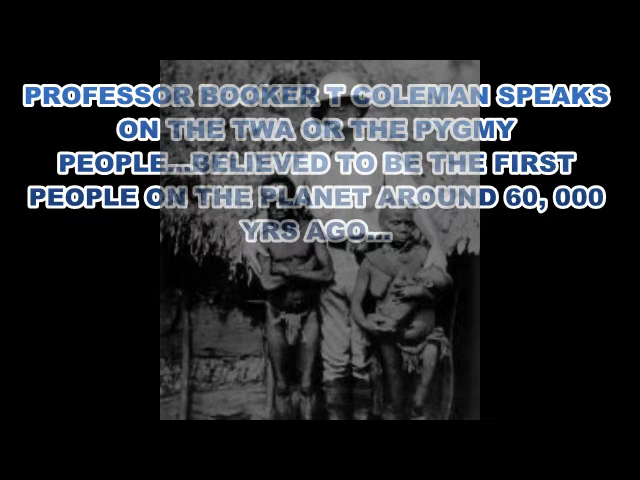 PROFESSOR BOOKER T COLEMAN SPEAKS
ON THE TWA OR THE PYGMY
PEOPLE...BELIEVED TO BE THE FIRST
PEOPLE ON THE PLANET AROUND 60, 000
YRS AGO...